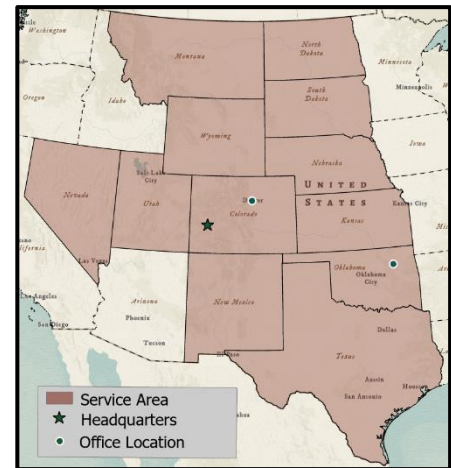 Washington
Montana
North
Dakota
Minnesota
Minneapolis
Oregon
Idaho
South
Dakota
Wyoming
Iowa
Nebraska
Salt Lake
City
UNITED
STATES
Nevada
Utah
Colorado
Kansas
Kansas City
Las Vegas
Oklahoma
Oklahoma
City
Los Angeles
Arizona
New Mexico
San Diego
Phoenix
Dallas
Tucson
Texas
Austin
Houston
San Antonio
Service Area
Headquarters
Office Location